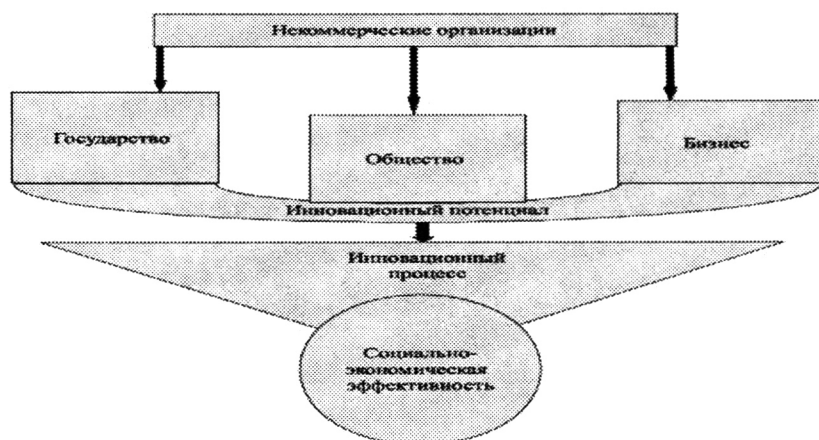 Некоммерческие организации
Государство
Общество
Бизнес
Инновационный потенциал
Инновационный
процесс
Социально-
экономическая
эффективность